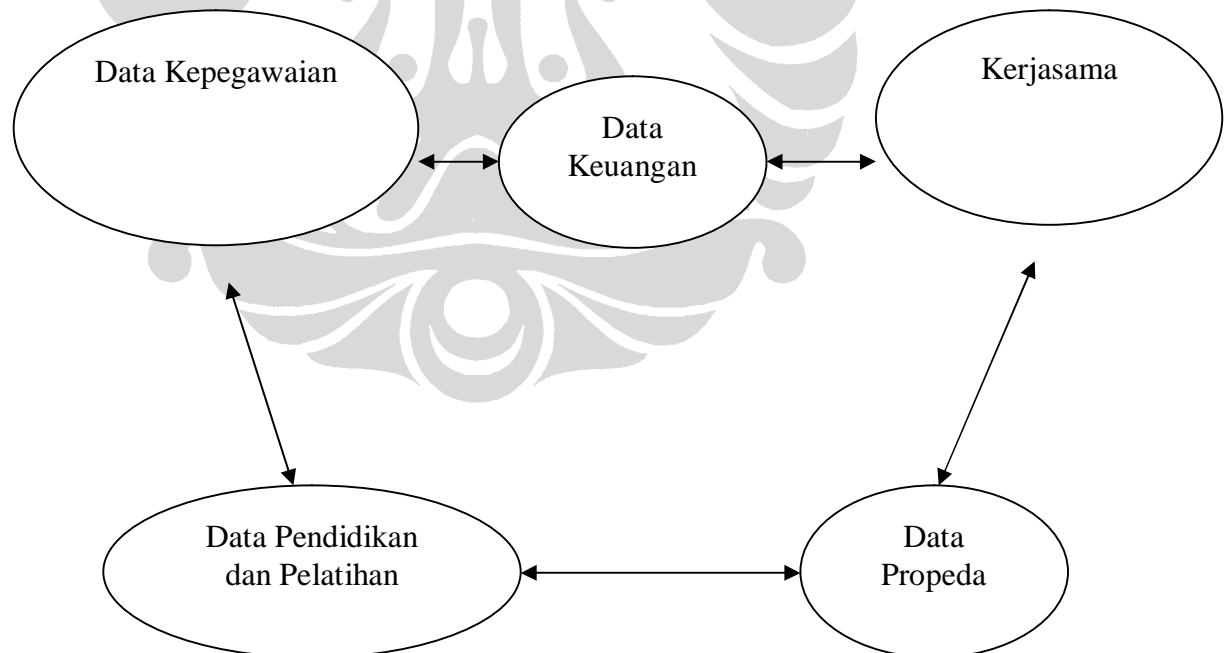 Data Kepegawaian
Data
Keuangan
Kerjasama
Data Pendidikan
dan Pelatihan
Data
Propeda